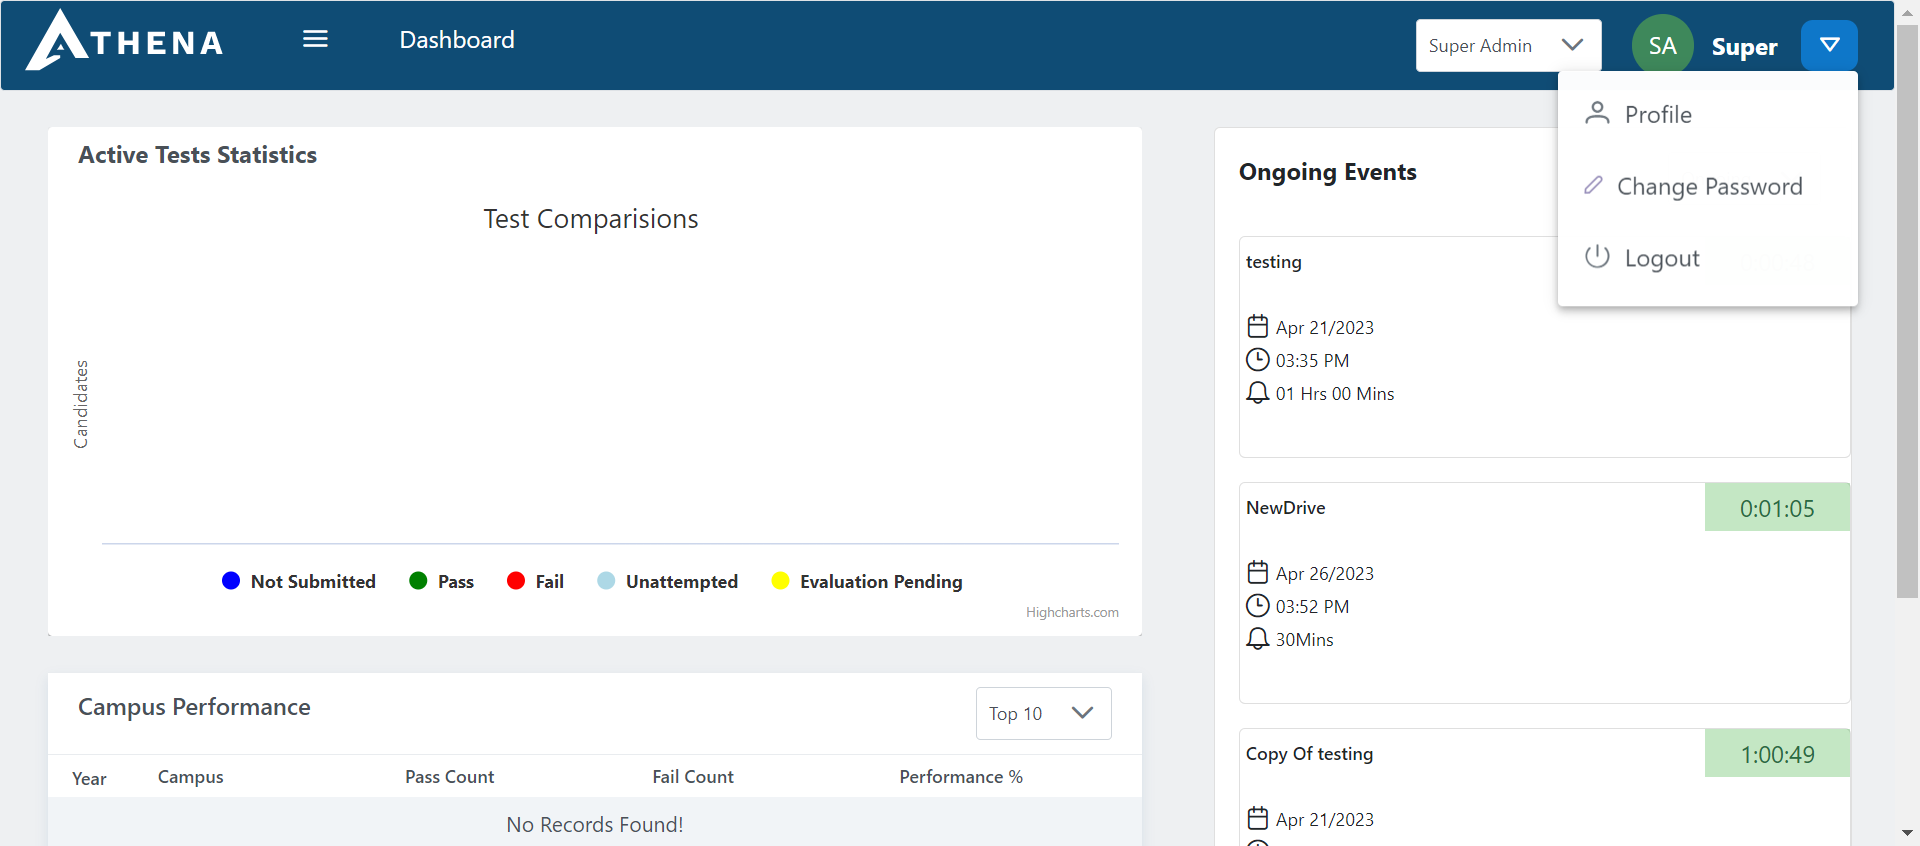 ATHENA
Dashboard
Super Admin
SA
Super
Profile
Change Password
Logout
Active Tests Statistics
Test Comparisions
Candidates
Not Submitted
Pass
Fail
Unattempted
Evaluation Pending
Highcharts.com
Campus Performance
Top 10
Year Campus Pass Count Fail Count Performance %
No Records Found!
Ongoing Events
testing
Apr 21/2023
03:35 PM
01 Hrs 00 Mins
NewDrive
0:01:05
Apr 26/2023
03:52 PM
30Mins
Copy Of testing
1:00:49
Apr 21/2023